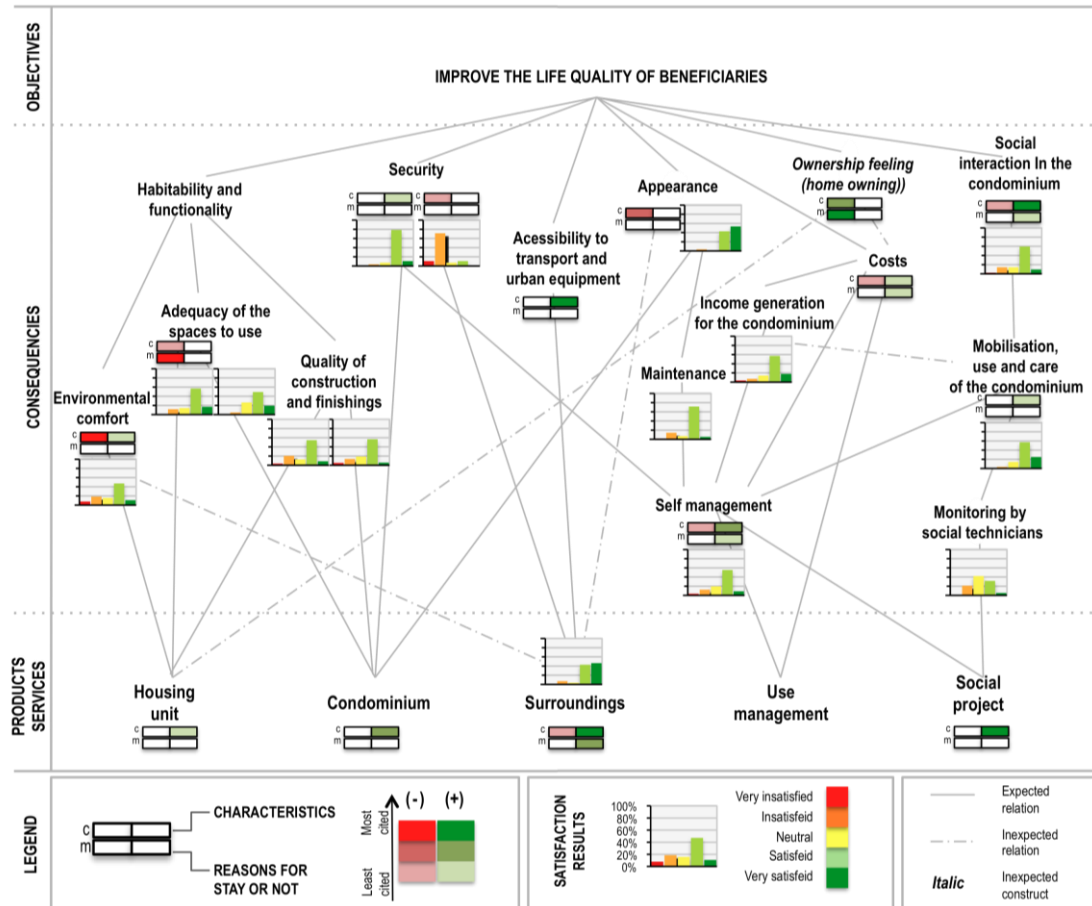 OBJECTIVES
IMPROVE THE LIFE QUALITY OF BENEFICIARIES
CONSEQUENCIES
Habitability and
functionality
Security
c
m
Appearance
c
m
Ownership feeling
(home owning))
c
m
Social
interaction In the
condominium
c
m
Acessibility to
transport and
urban equipment
c
m
Costs
c
m
Adequacy of the
spaces to use
c
m
Income generation
for the condominium
Mobilisation,
use and care
of the condominium
c
m
Quality of
construction
and finishings
Maintenance
Environmental
comfort
c
m
Self management
c
m
Monitoring by
social technicians
PRODUCTS
SERVICES
Housing
unit
c
m
Condominium
c
m
Surroundings
c
m
Use
management
Social
project
c
m
LEGEND
c
m
CHARACTERISTICS
REASONS FOR
STAY OR NOT
Most
cited
Least
cited
(-) (+)
SATISFACTION
RESULTS
100%
80%
60%
40%
20%
0%
Very insatisfied
Insatisfeid
Neutral
Satisfeid
Very satisfeid
Expected
relation
Inexpected
relation
Italic
Inexpected
construct